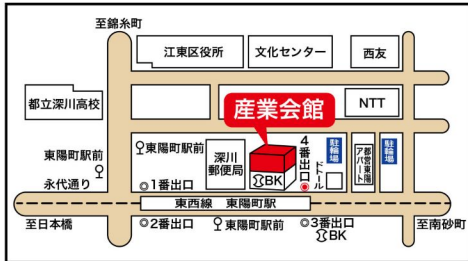 至錦糸町
江東区役所
文化センター
西友
都立深川高校
産業会館
NTT
東陽町駅前
東陽町駅前
深川
郵便局
BK
4番出口
ドトール
駐輪場
都営東陽
アパート
駐輪場
永代通り
◎1番出口
東西線 東陽町駅
至日本橋
◎2番出口
東陽町駅前
◎3番出口
BK
至南砂町